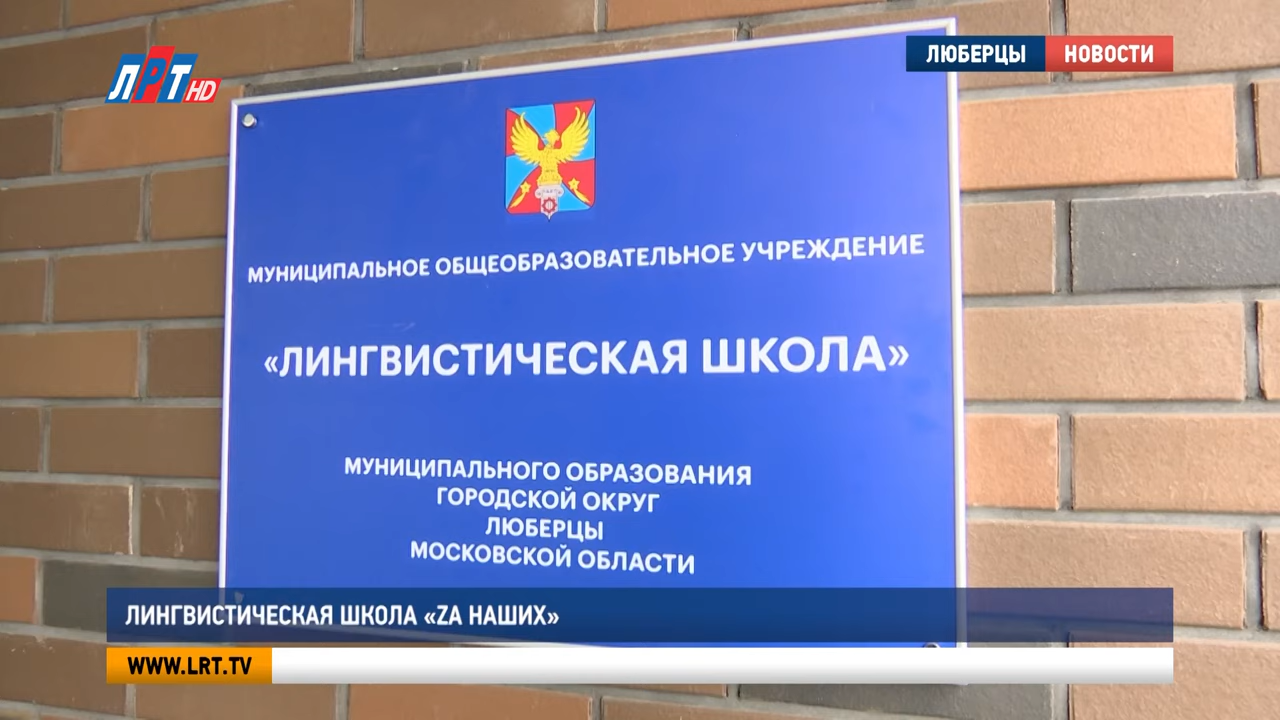 ЛРТ HD
ЛЮБЕРЦЫ НОВОСТИ
МУНИЦИПАЛЬНОЕ ОБЩЕОБРАЗОВАТЕЛЬНОЕ УЧРЕЖДЕНИЕ
«ЛИНГВИСТИЧЕСКАЯ ШКОЛА»
МУНИЦИПАЛЬНОГО ОБРАЗОВАНИЯ
ГОРОДСКОЙ ОКРУГ
ЛЮБЕРЦЫ
МОСКОВСКОЙ ОБЛАСТИ
ЛИНГВИСТИЧЕСКАЯ ШКОЛА «ZA НАШИХ»
WWW.LRT.TV